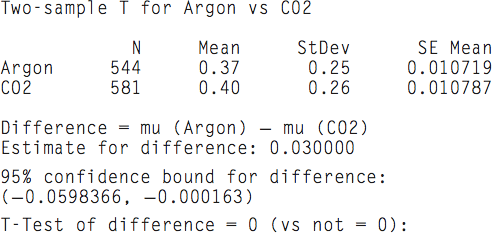 Two-sample T for Argon vs CO2
N Mean StDev SE Mean
Argon 544 0.37 0.25 0.010719
CO2 581 0.40 0.26 0.010787
Difference = mu (Argon) – mu (CO2)
Estimate for difference: 0.030000
95% confidence bound for difference:
(–0.0598366, –0.000163)
T-Test of difference = 0 (vs not = 0):